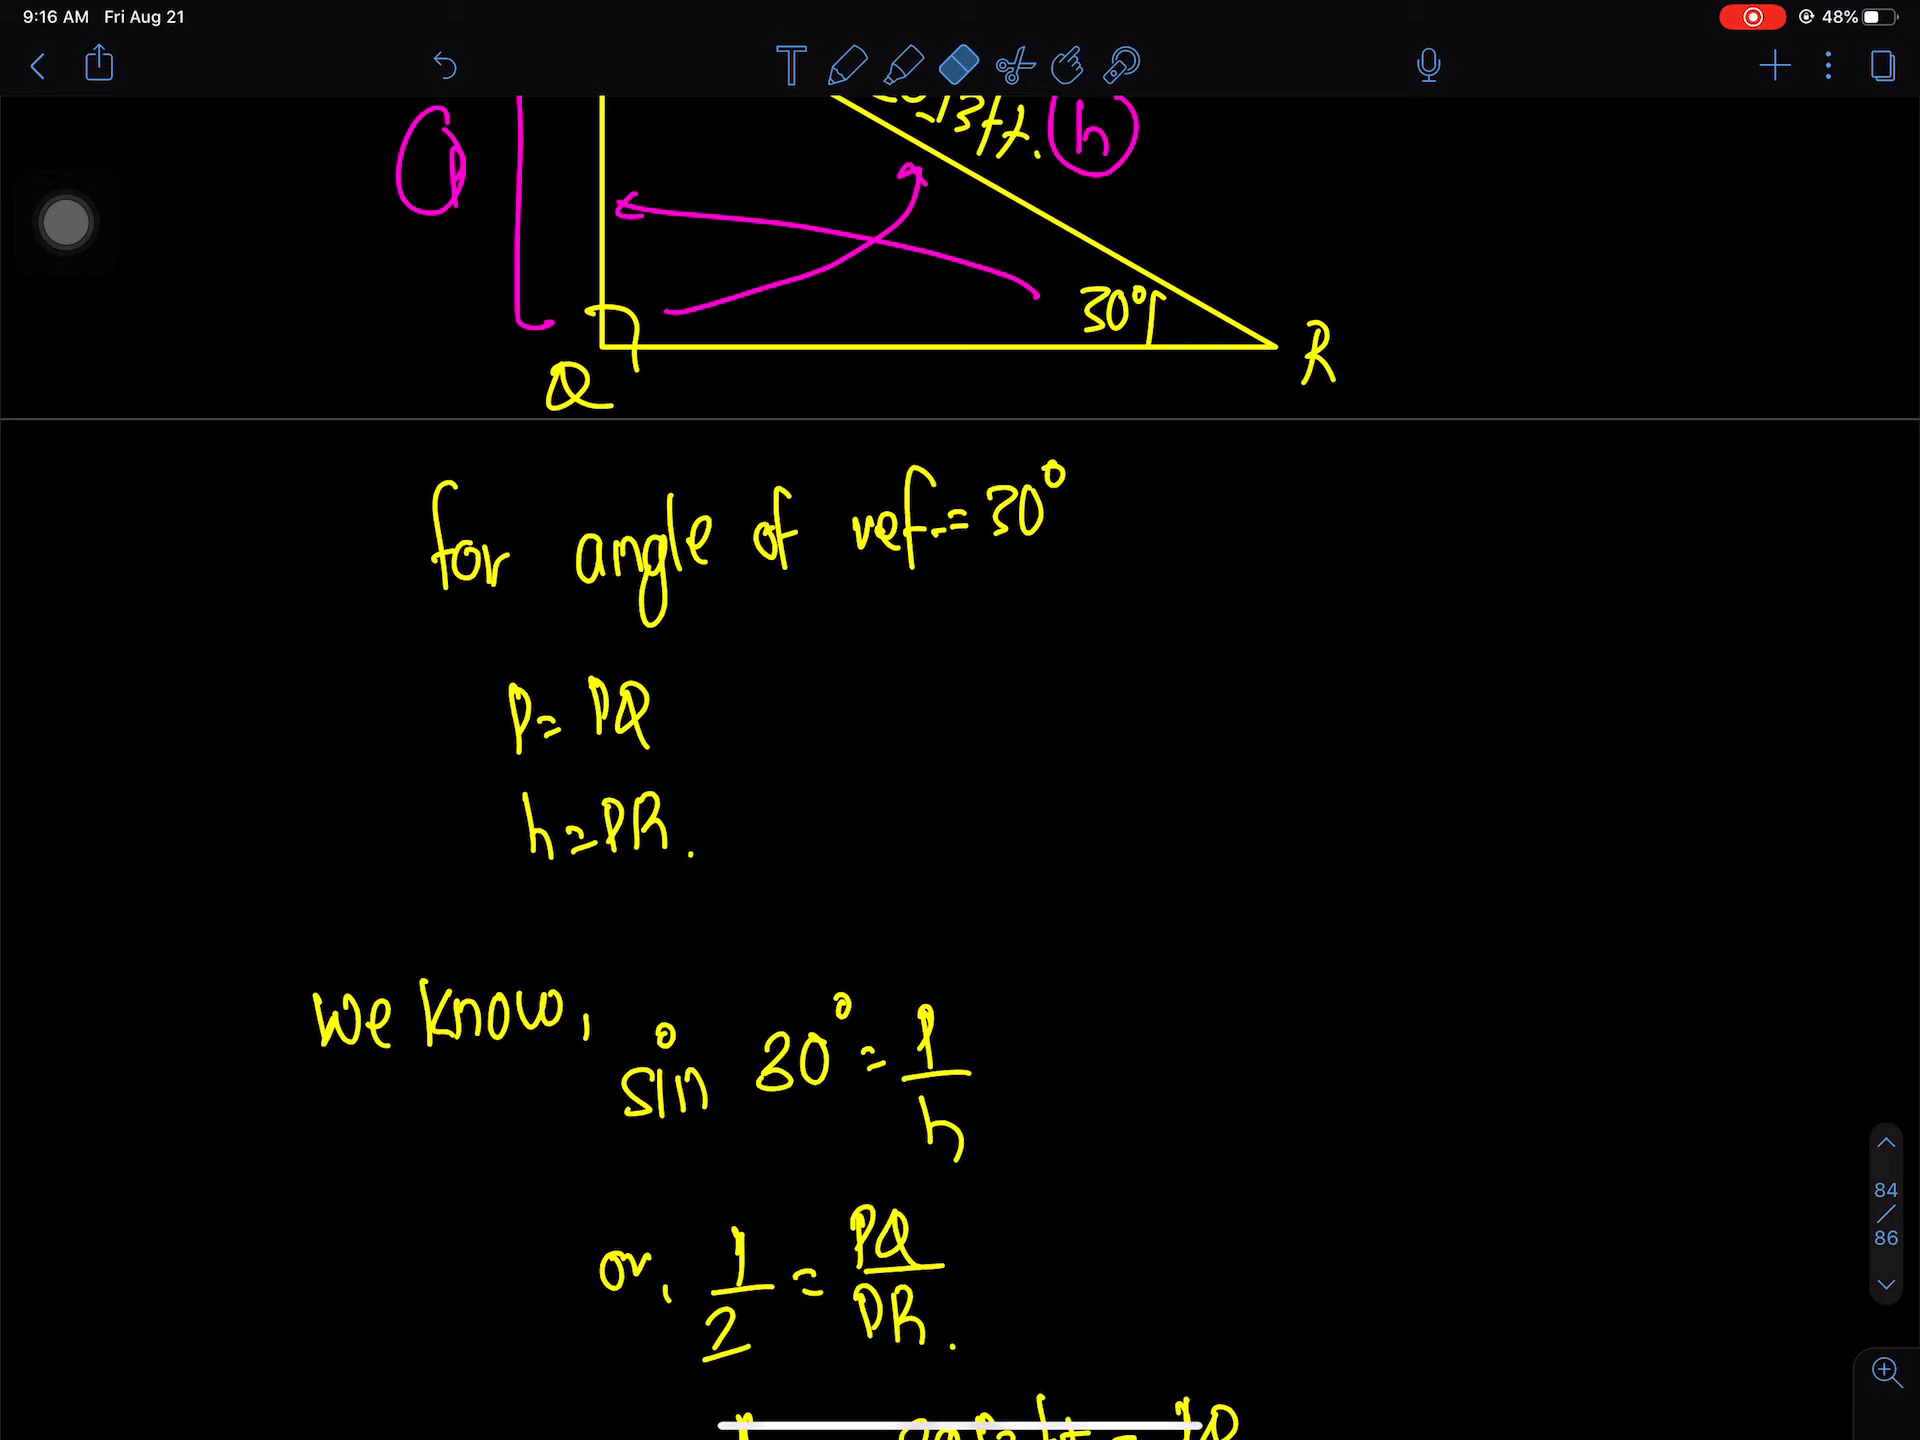 9:16 AM Fri Aug 21
48%
T
p
3ft.
h
30°
Q
R
for angle of ref.=30°
P= PQ
h=PR.
We know, sin 30°= p/h
or, 1/2 = PQ/PR.
84
/
86